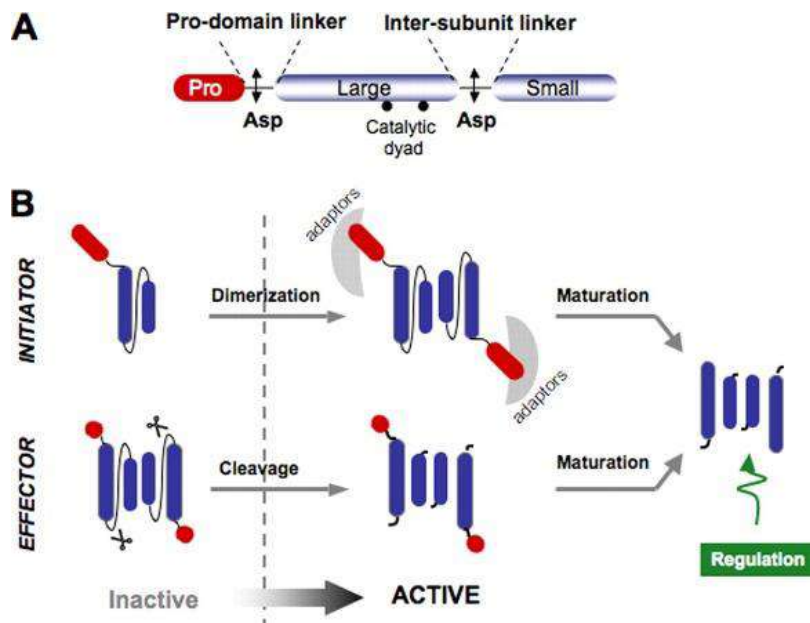 A
Pro-domain linker
Inter-subunit linker
Pro
Large
Small
Asp
Catalytic
dyad
Asp
B
INITIATOR
adaptors
Dimerization
Maturation
adaptors
EFFECTOR
Cleavage
Maturation
Regulation
Inactive
ACTIVE